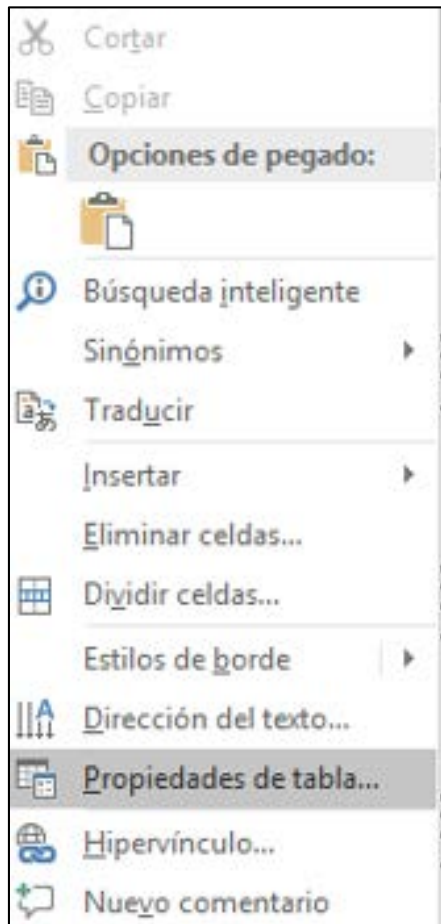 Cortar
Copiar
Opciones de pegado:
Búsqueda inteligente
Sinónimos
Traducir
Insertar
Eliminar celdas...
Dividir celdas...
Estilos de borde
Dirección del texto...
Propiedades de tabla...
Hipervínculo...
Nuevo comentario